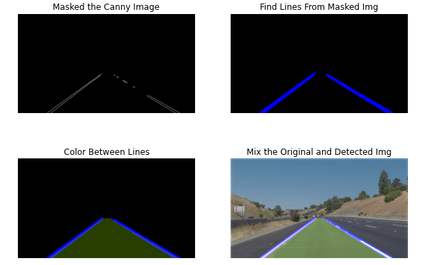 Masked the Canny Image
Find Lines From Masked Img
Color Between Lines
Mix the Original and Detected Img